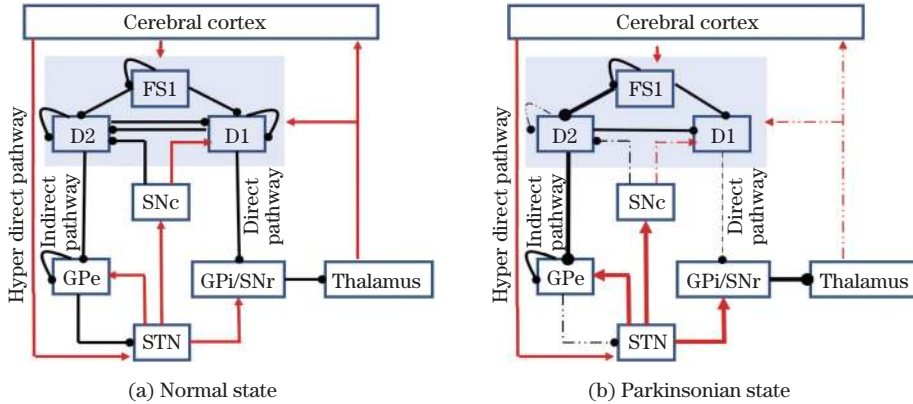 Cerebral cortex
FS1
D2
D1
SNc
Hyper direct pathway
Indirect
pathway
Direct
pathway
GPe
GPi/SNr
Thalamus
STN
(a) Normal state
Cerebral cortex
FS1
D2
D1
SNc
Hyper direct pathway
Indirect
pathway
Direct
pathway
GPe
GPi/SNr
Thalamus
STN
(b) Parkinsonian state